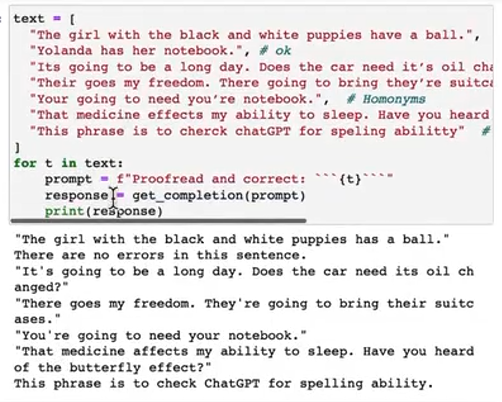 text = [
"The girl with the black and white puppies have a ball.",
"Yolanda has her notebook.", # ok
"Its going to be a long day. Does the car need it's oil cha
"Their goes my freedom. There going to bring they're suitca
"Your going to need you're notebook.", # Homonyms
"That medicine effects my ability to sleep. Have you heard
"This phrase is to cherck chatGPT for speling abilitty" #
]
for t in text:
prompt = f"Proofread and correct: ```{t}```"
response = get_completion(prompt)
print(response)
"The girl with the black and white puppies has a ball."
There are no errors in this sentence.
"It's going to be a long day. Does the car need its oil ch
anged?"
"There goes my freedom. They're going to bring their suitc
ases."
"You're going to need your notebook."
"That medicine affects my ability to sleep. Have you heard
of the butterfly effect?"
This phrase is to check ChatGPT for spelling ability.